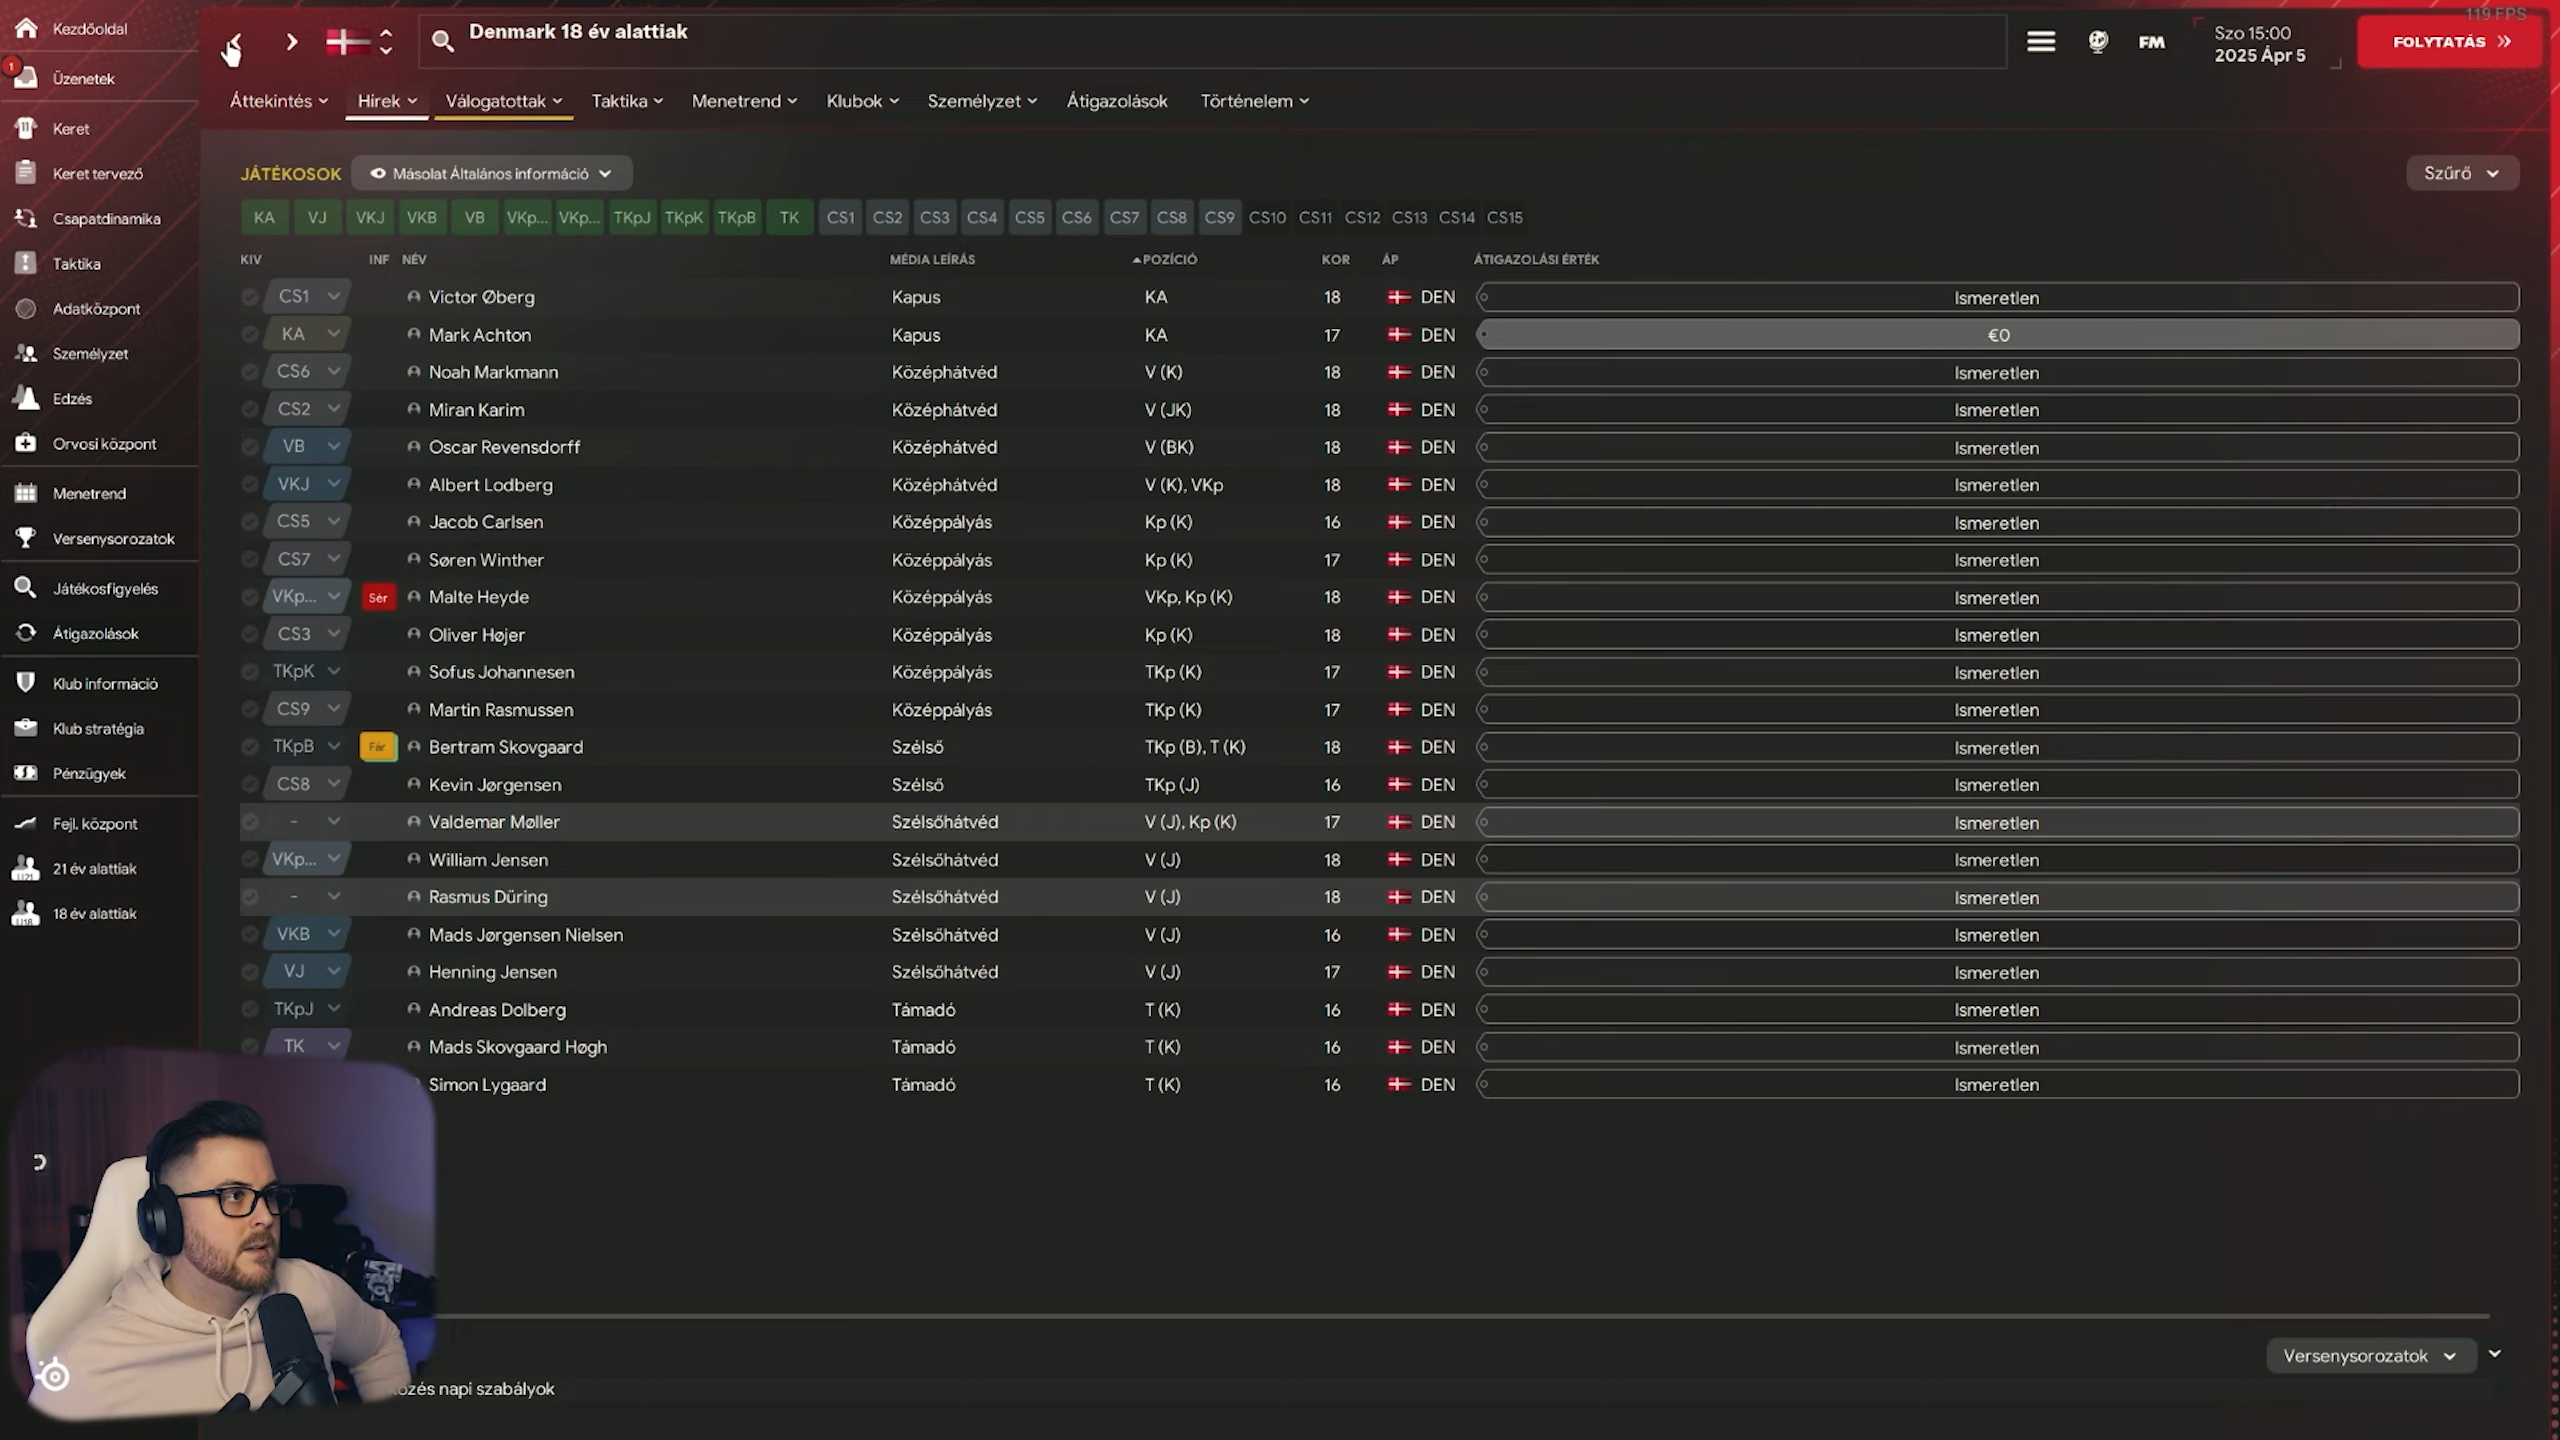 119 FPS
Kezdőoldal
1
Üzenetek
Keret
Keret tervező
Csapatdinamika
Taktika
Adatközpont
Személyzet
Edzés
Orvosi központ
Menetrend
Versenysorozatok
Játékosfigyelés
Átigazolások
Klub információ
Klub stratégia
Pénzügyek
Fejl. központ
21 év alattiak
18 év alattiak
Denmark 18 év alattiak
FM
Szo 15:00
2025 Ápr 5
FOLYTATÁS
Áttekintés Hírek Válogatottak Taktika Menetrend Klubok Személyzet Átigazolások Történelem
JÁTÉKOSOK Másolat Általános információ Szűrő
KA VJ VKJ VKB VB VKp... VKp... TKpJ TKpK TKpB TK CS1 CS2 CS3 CS4 CS5 CS6 CS7 CS8 CS9 CS10 CS11 CS12 CS13 CS14 CS15
KIV INF NÉV MÉDIA LEÍRÁS POZÍCIÓ KOR ÁP ÁTIGAZOLÁSI ÉRTÉK
CS1 Victor Øberg Kapus KA 18 DEN Ismeretlen
KA Mark Achton Kapus KA 17 DEN €0
CS6 Noah Markmann Középhátvéd V (K) 18 DEN Ismeretlen
CS2 Miran Karim Középhátvéd V (JK) 18 DEN Ismeretlen
VB Oscar Revensdorff Középhátvéd V (BK) 18 DEN Ismeretlen
VKJ Albert Lodberg Középhátvéd V (K), VKp 18 DEN Ismeretlen
CS5 Jacob Carlsen Középpályás Kp (K) 16 DEN Ismeretlen
CS7 Søren Winther Középpályás Kp (K) 17 DEN Ismeretlen
VKp... Sér Malte Heyde Középpályás VKp, Kp (K) 18 DEN Ismeretlen
CS3 Oliver Højer Középpályás Kp (K) 18 DEN Ismeretlen
TKpK Sofus Johannesen Középpályás TKp (K) 17 DEN Ismeretlen
CS9 Martin Rasmussen Középpályás TKp (K) 17 DEN Ismeretlen
TKpB Fár Bertram Skovgaard Szélső TKp (B), T (K) 18 DEN Ismeretlen
CS8 Kevin Jørgensen Szélső TKp (J) 16 DEN Ismeretlen
- Valdemar Møller Szélsőhátvéd V (J), Kp (K) 17 DEN Ismeretlen
VKp... William Jensen Szélsőhátvéd V (J) 18 DEN Ismeretlen
- Rasmus Düring Szélsőhátvéd V (J) 18 DEN Ismeretlen
VKB Mads Jørgensen Nielsen Szélsőhátvéd V (J) 16 DEN Ismeretlen
VJ Henning Jensen Szélsőhátvéd V (J) 17 DEN Ismeretlen
TKpJ Andreas Dolberg Támadó T (K) 16 DEN Ismeretlen
TK Mads Skovgaard Høgh Támadó T (K) 16 DEN Ismeretlen
Simon Lygaard Támadó T (K) 16 DEN Ismeretlen
Versenysorozatok
napi szabályok